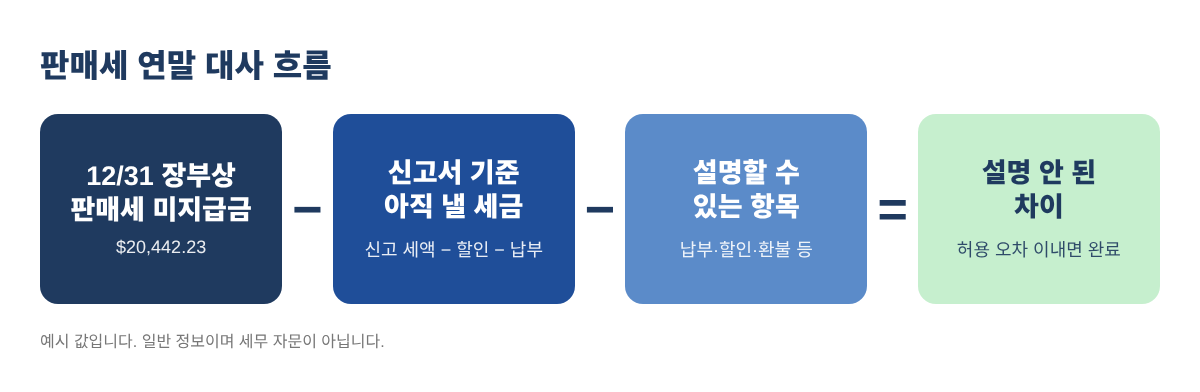 판매세 연말 대사 흐름
12/31 장부상
판매세 미지급금
$20,442.23
–
신고서 기준
아직 낼 세금
신고 세액 – 할인 – 납부
–
설명할 수
있는 항목
납부·할인·환불 등
=
설명 안 된
차이
허용 오차 이내면 완료
예시 값입니다. 일반 정보이며 세무 자문이 아닙니다.